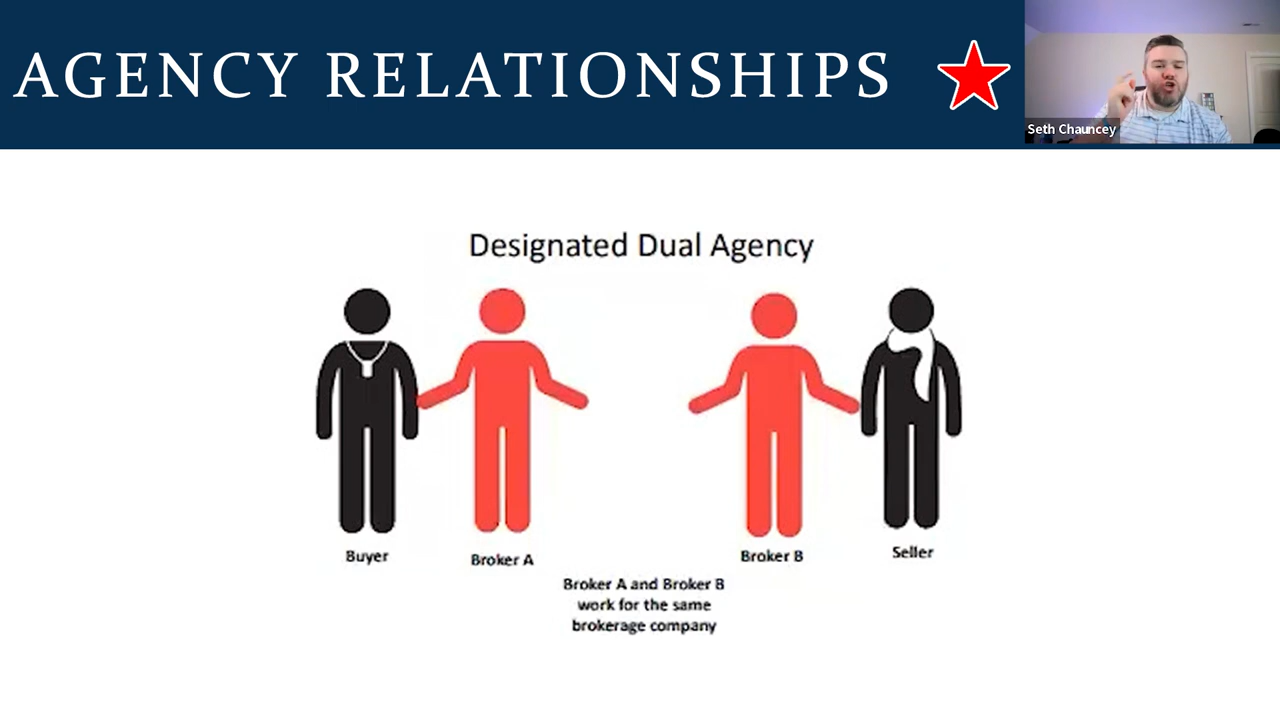 AGENCY RELATIONSHIPS
Seth Chauncey
Designated Dual Agency
Buyer
Broker A
Broker B
Seller
Broker A and Broker B
work for the same
brokerage company